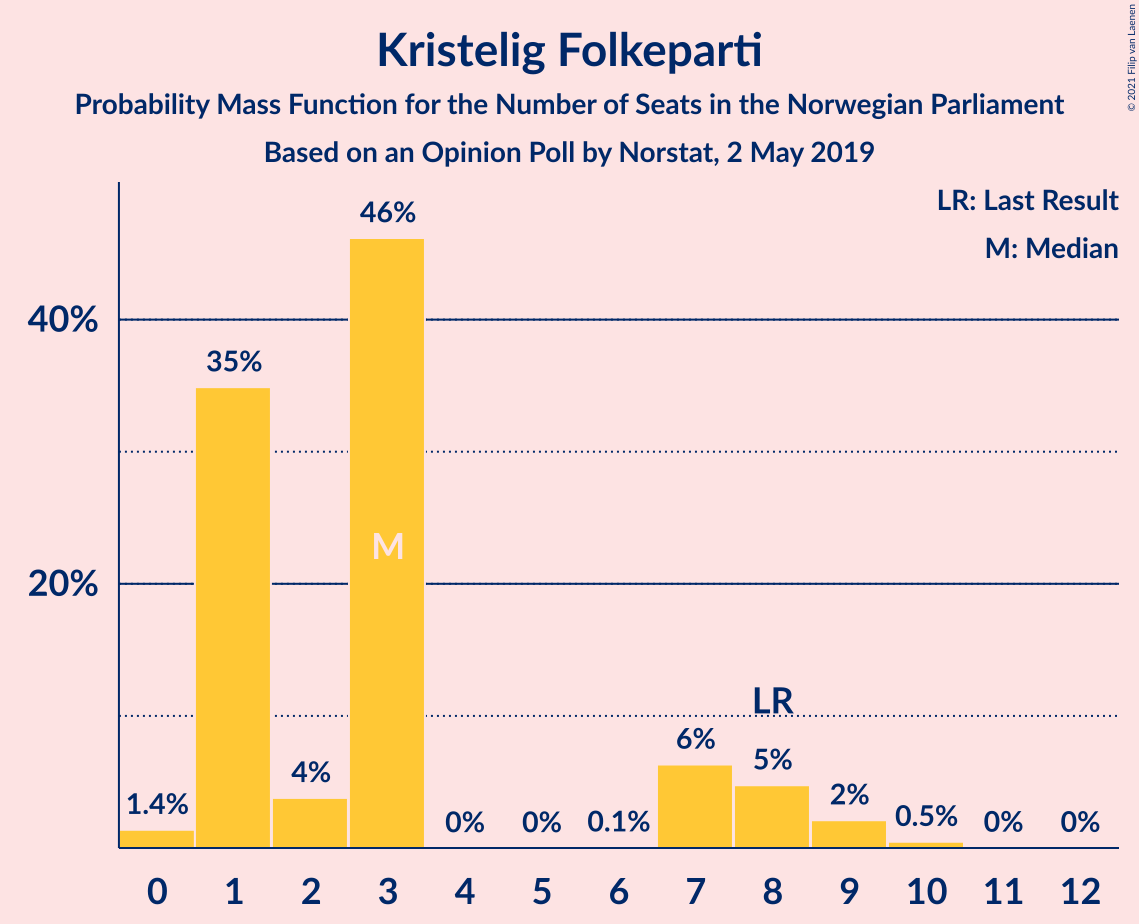 Kristelig Folkeparti
Probability Mass Function for the Number of Seats in the Norwegian Parliament
Based on an Opinion Poll by Norstat, 2 May 2019
© 2021 Filip van Laenen
LR: Last Result
M: Median
46%
40%
35%
M
20%
LR
6%
5%
4%
2%
1.4%
0.5%
0%
0%
0.1%
0%
0%
0 1 2 3 4 5 6 7 8 9 10 11 12